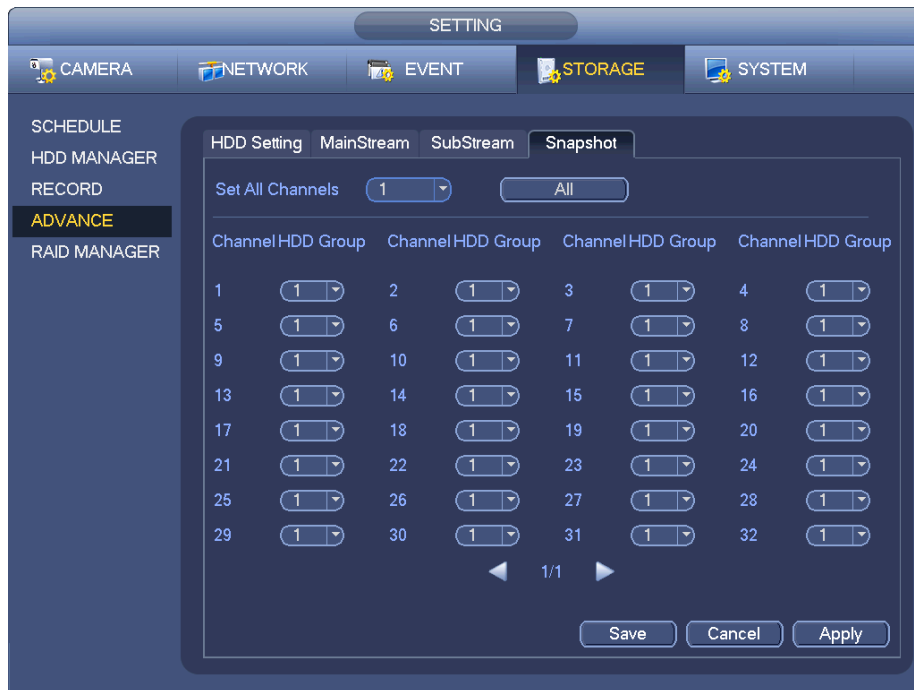 SETTING
CAMERA NETWORK EVENT STORAGE SYSTEM
SCHEDULE
HDD MANAGER
RECORD
ADVANCE
RAID MANAGER
HDD Setting MainStream SubStream Snapshot
Set All Channels 1 All
Channel HDD Group Channel HDD Group Channel HDD Group Channel HDD Group
1 1 2 1 3 1 4 1
5 1 6 1 7 1 8 1
9 1 10 1 11 1 12 1
13 1 14 1 15 1 16 1
17 1 18 1 19 1 20 1
21 1 22 1 23 1 24 1
25 1 26 1 27 1 28 1
29 1 30 1 31 1 32 1
1/1
Save Cancel Apply